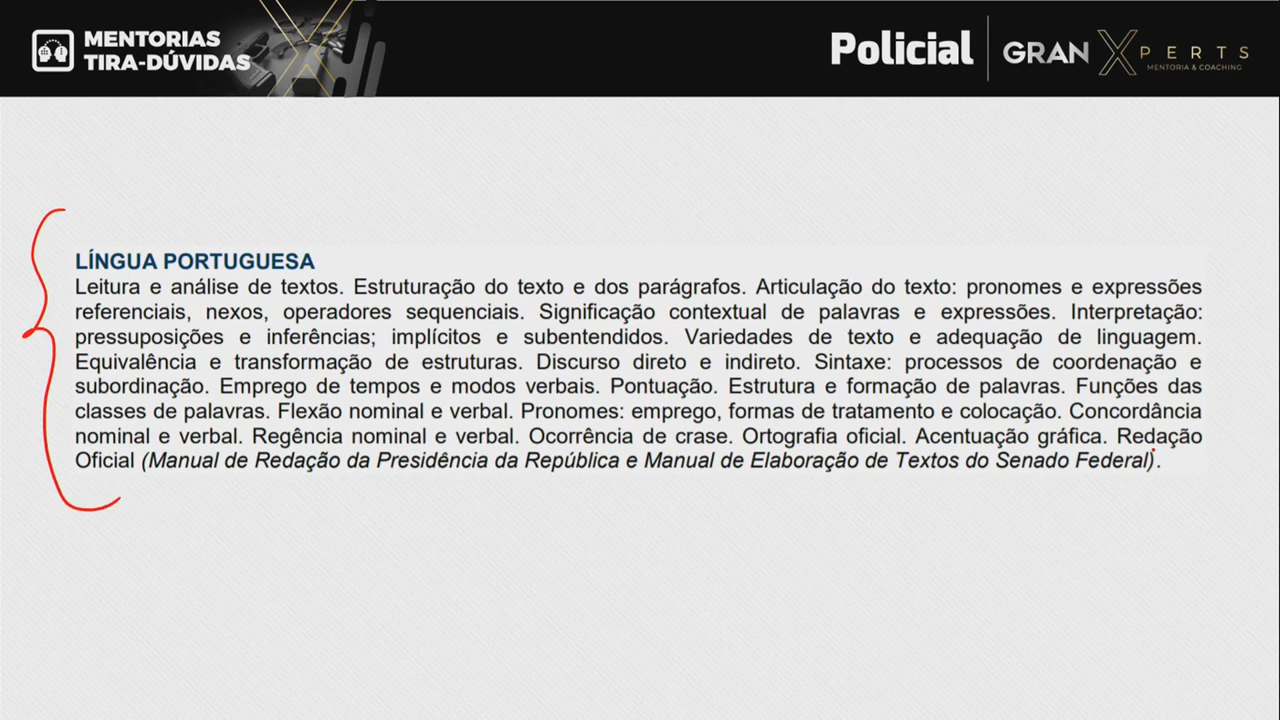 MENTORIAS
TIRA-DÚVIDAS
Policial
GRAN XPERTS
MENTORIA & COACHING
LÍNGUA PORTUGUESA
Leitura e análise de textos. Estruturação do texto e dos parágrafos. Articulação do texto: pronomes e expressões
referenciais, nexos, operadores sequenciais. Significação contextual de palavras e expressões. Interpretação:
pressuposições e inferências; implícitos e subentendidos. Variedades de texto e adequação de linguagem.
Equivalência e transformação de estruturas. Discurso direto e indireto. Sintaxe: processos de coordenação e
subordinação. Emprego de tempos e modos verbais. Pontuação. Estrutura e formação de palavras. Funções das
classes de palavras. Flexão nominal e verbal. Pronomes: emprego, formas de tratamento e colocação. Concordância
nominal e verbal. Regência nominal e verbal. Ocorrência de crase. Ortografia oficial. Acentuação gráfica. Redação
Oficial (Manual de Redação da Presidência da República e Manual de Elaboração de Textos do Senado Federal).